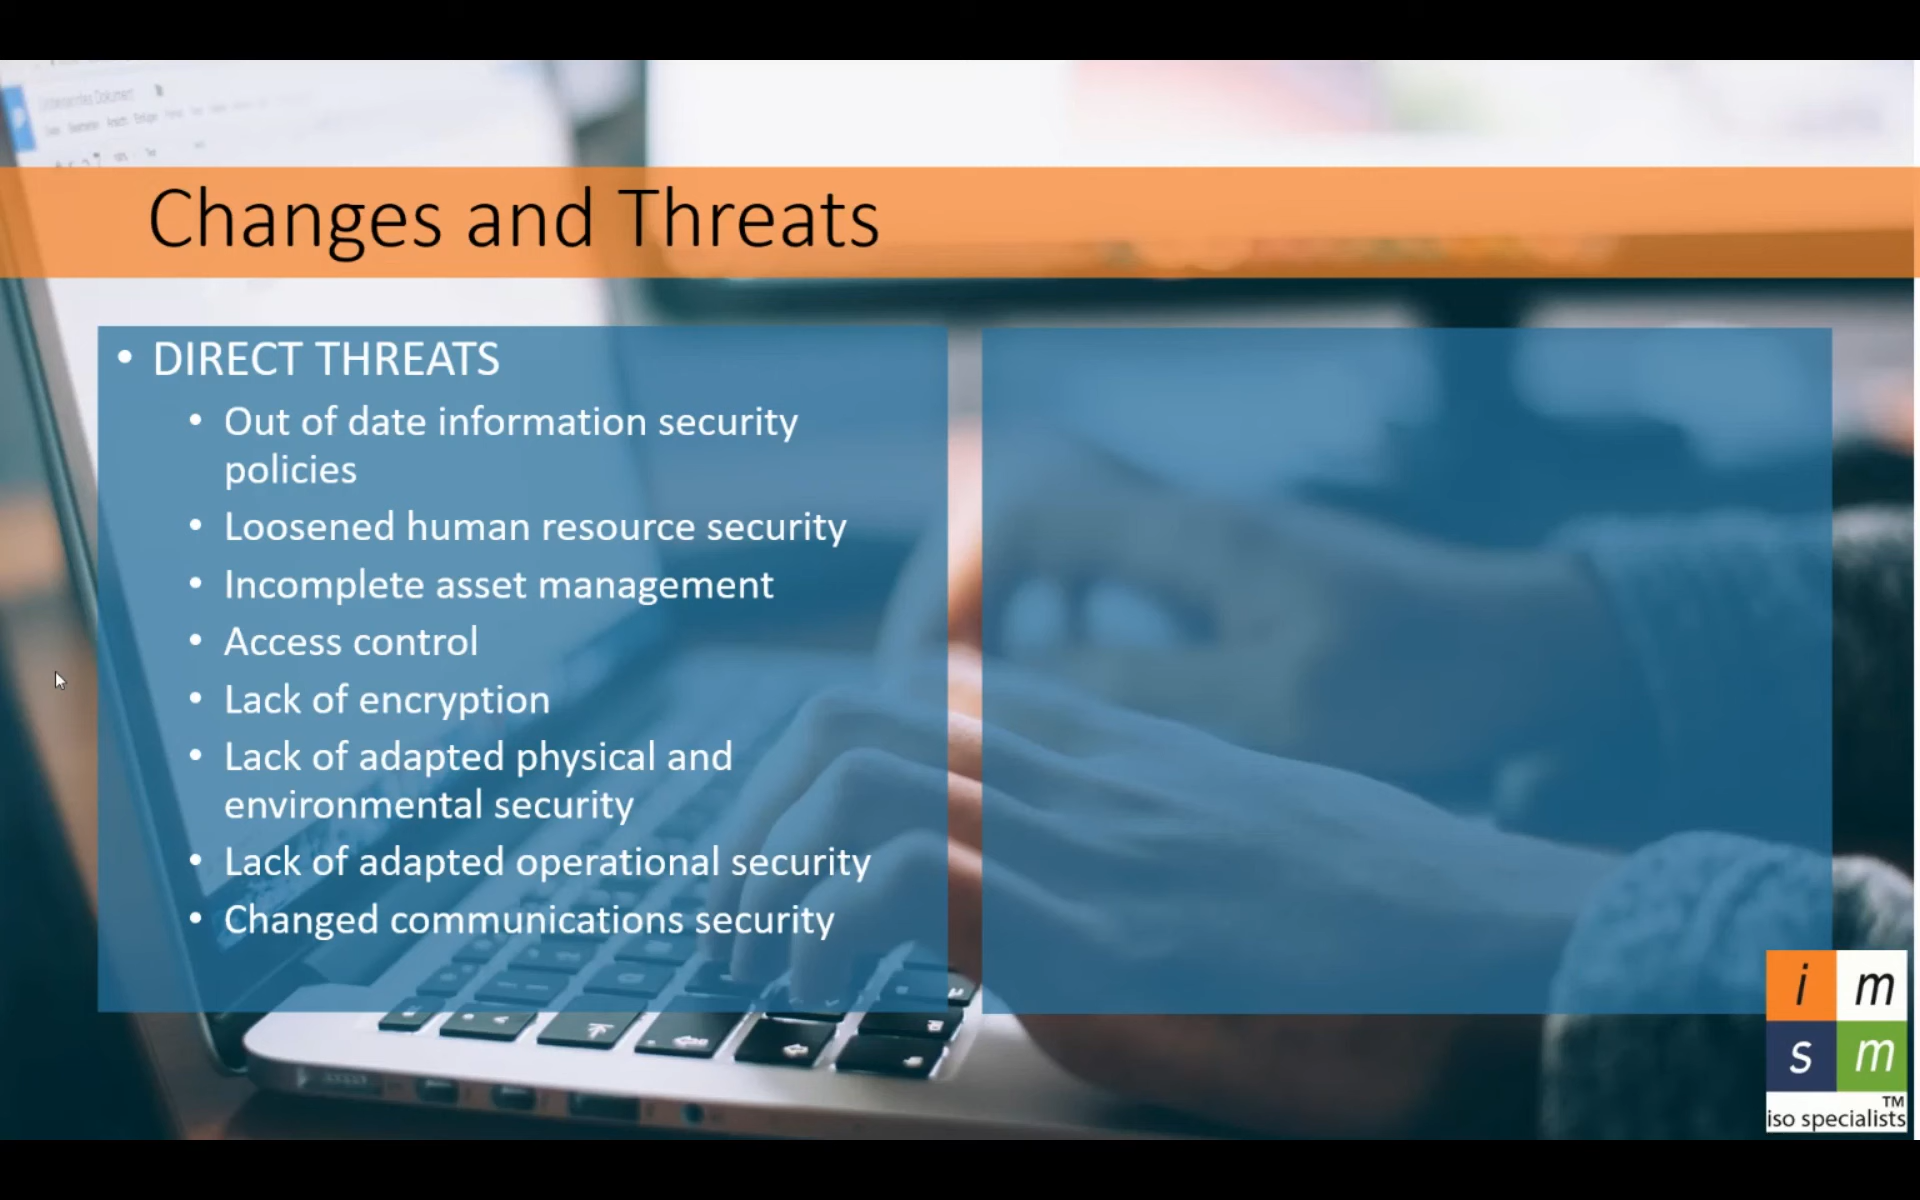 Changes and Threats
• DIRECT THREATS
• Out of date information security
policies
• Loosened human resource security
• Incomplete asset management
• Access control
• Lack of encryption
• Lack of adapted physical and
environmental security
• Lack of adapted operational security
• Changed communications security
i m
s m
TM
iso specialists